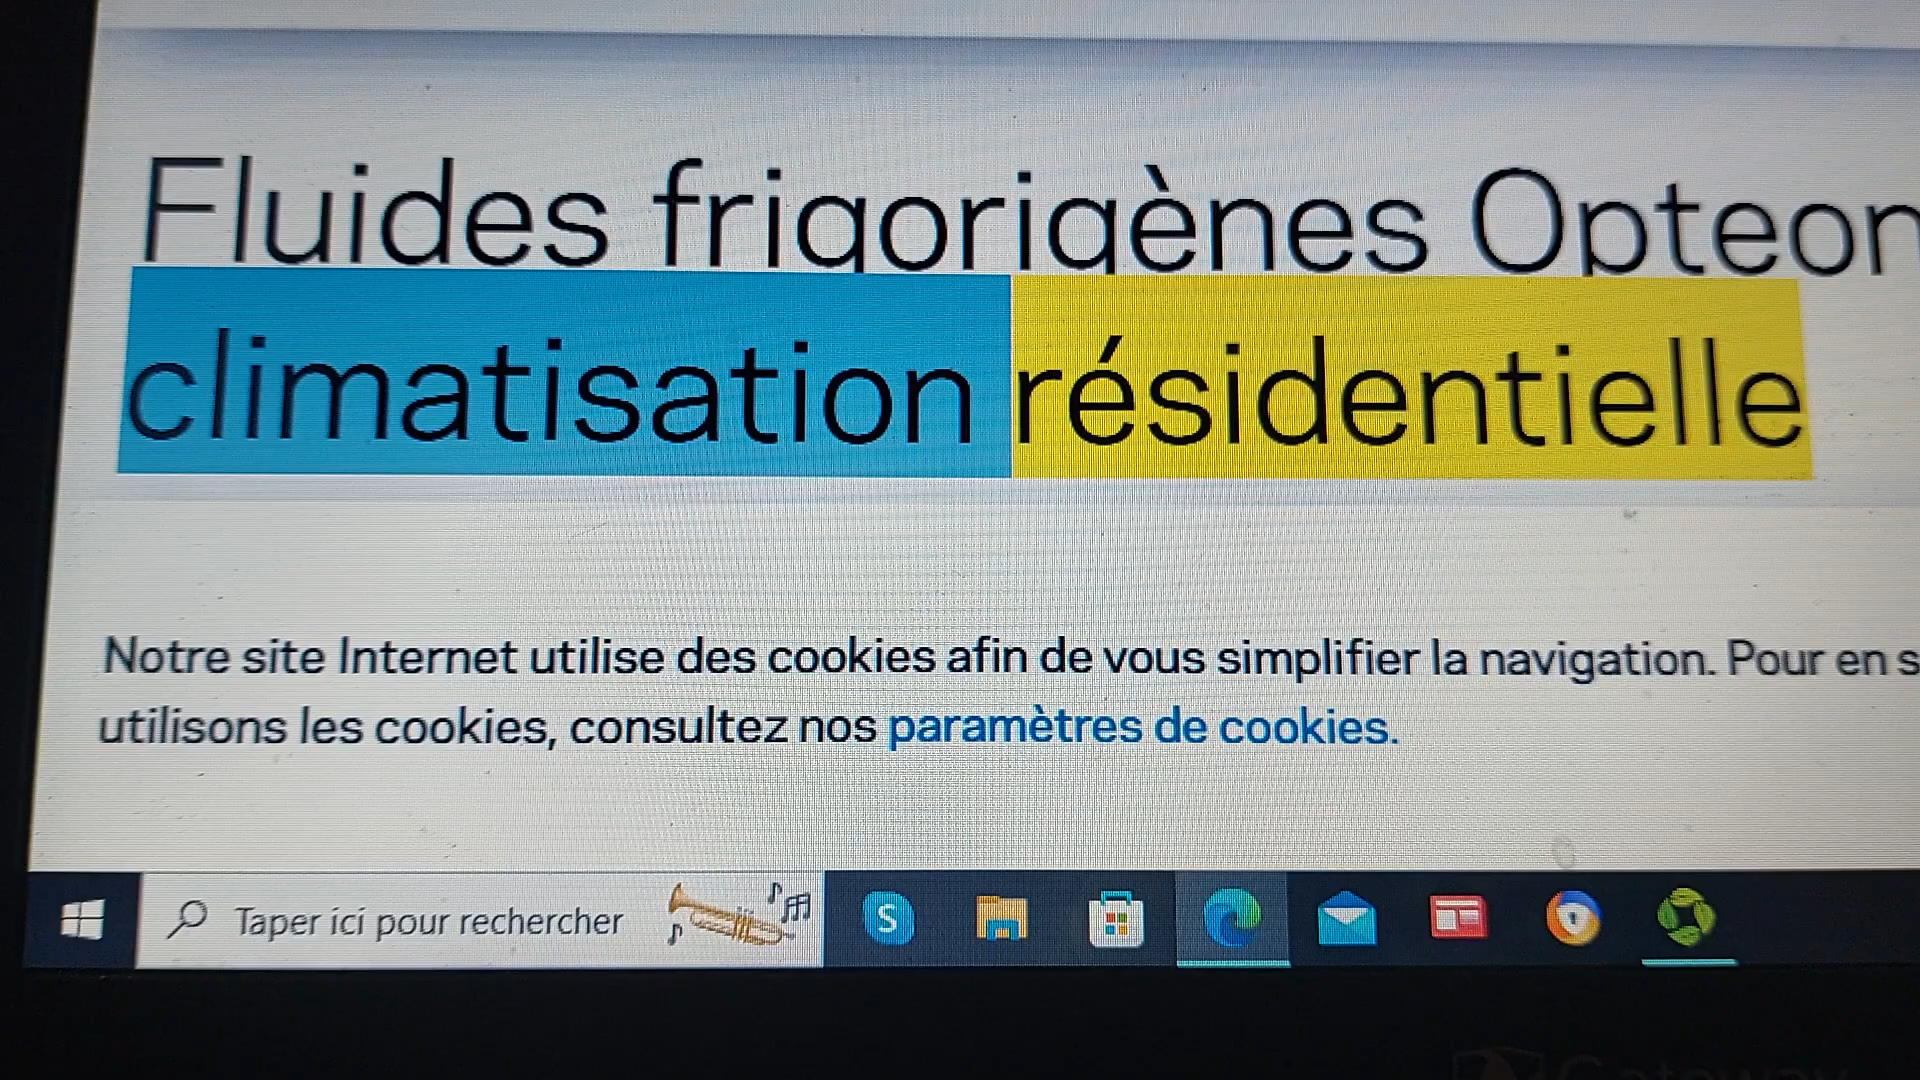 Fluides frigorigènes Opteon
climatisation résidentielle
Notre site Internet utilise des cookies afin de vous simplifier la navigation. Pour en s
utilisons les cookies, consultez nos paramètres de cookies.
Taper ici pour rechercher
S
Gateway